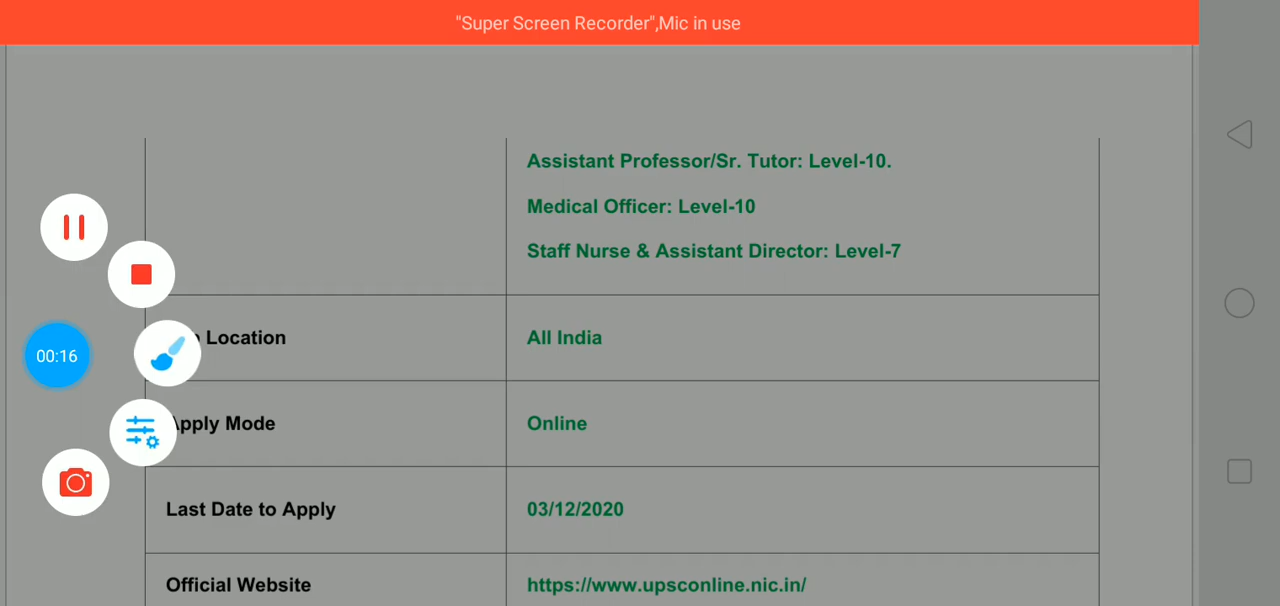 "Super Screen Recorder",Mic in use
Assistant Professor/Sr. Tutor: Level-10.
Medical Officer: Level-10
Staff Nurse & Assistant Director: Level-7
Location
All India
00:16
Apply Mode
Online
Last Date to Apply
03/12/2020
Official Website
https://www.upsconline.nic.in/